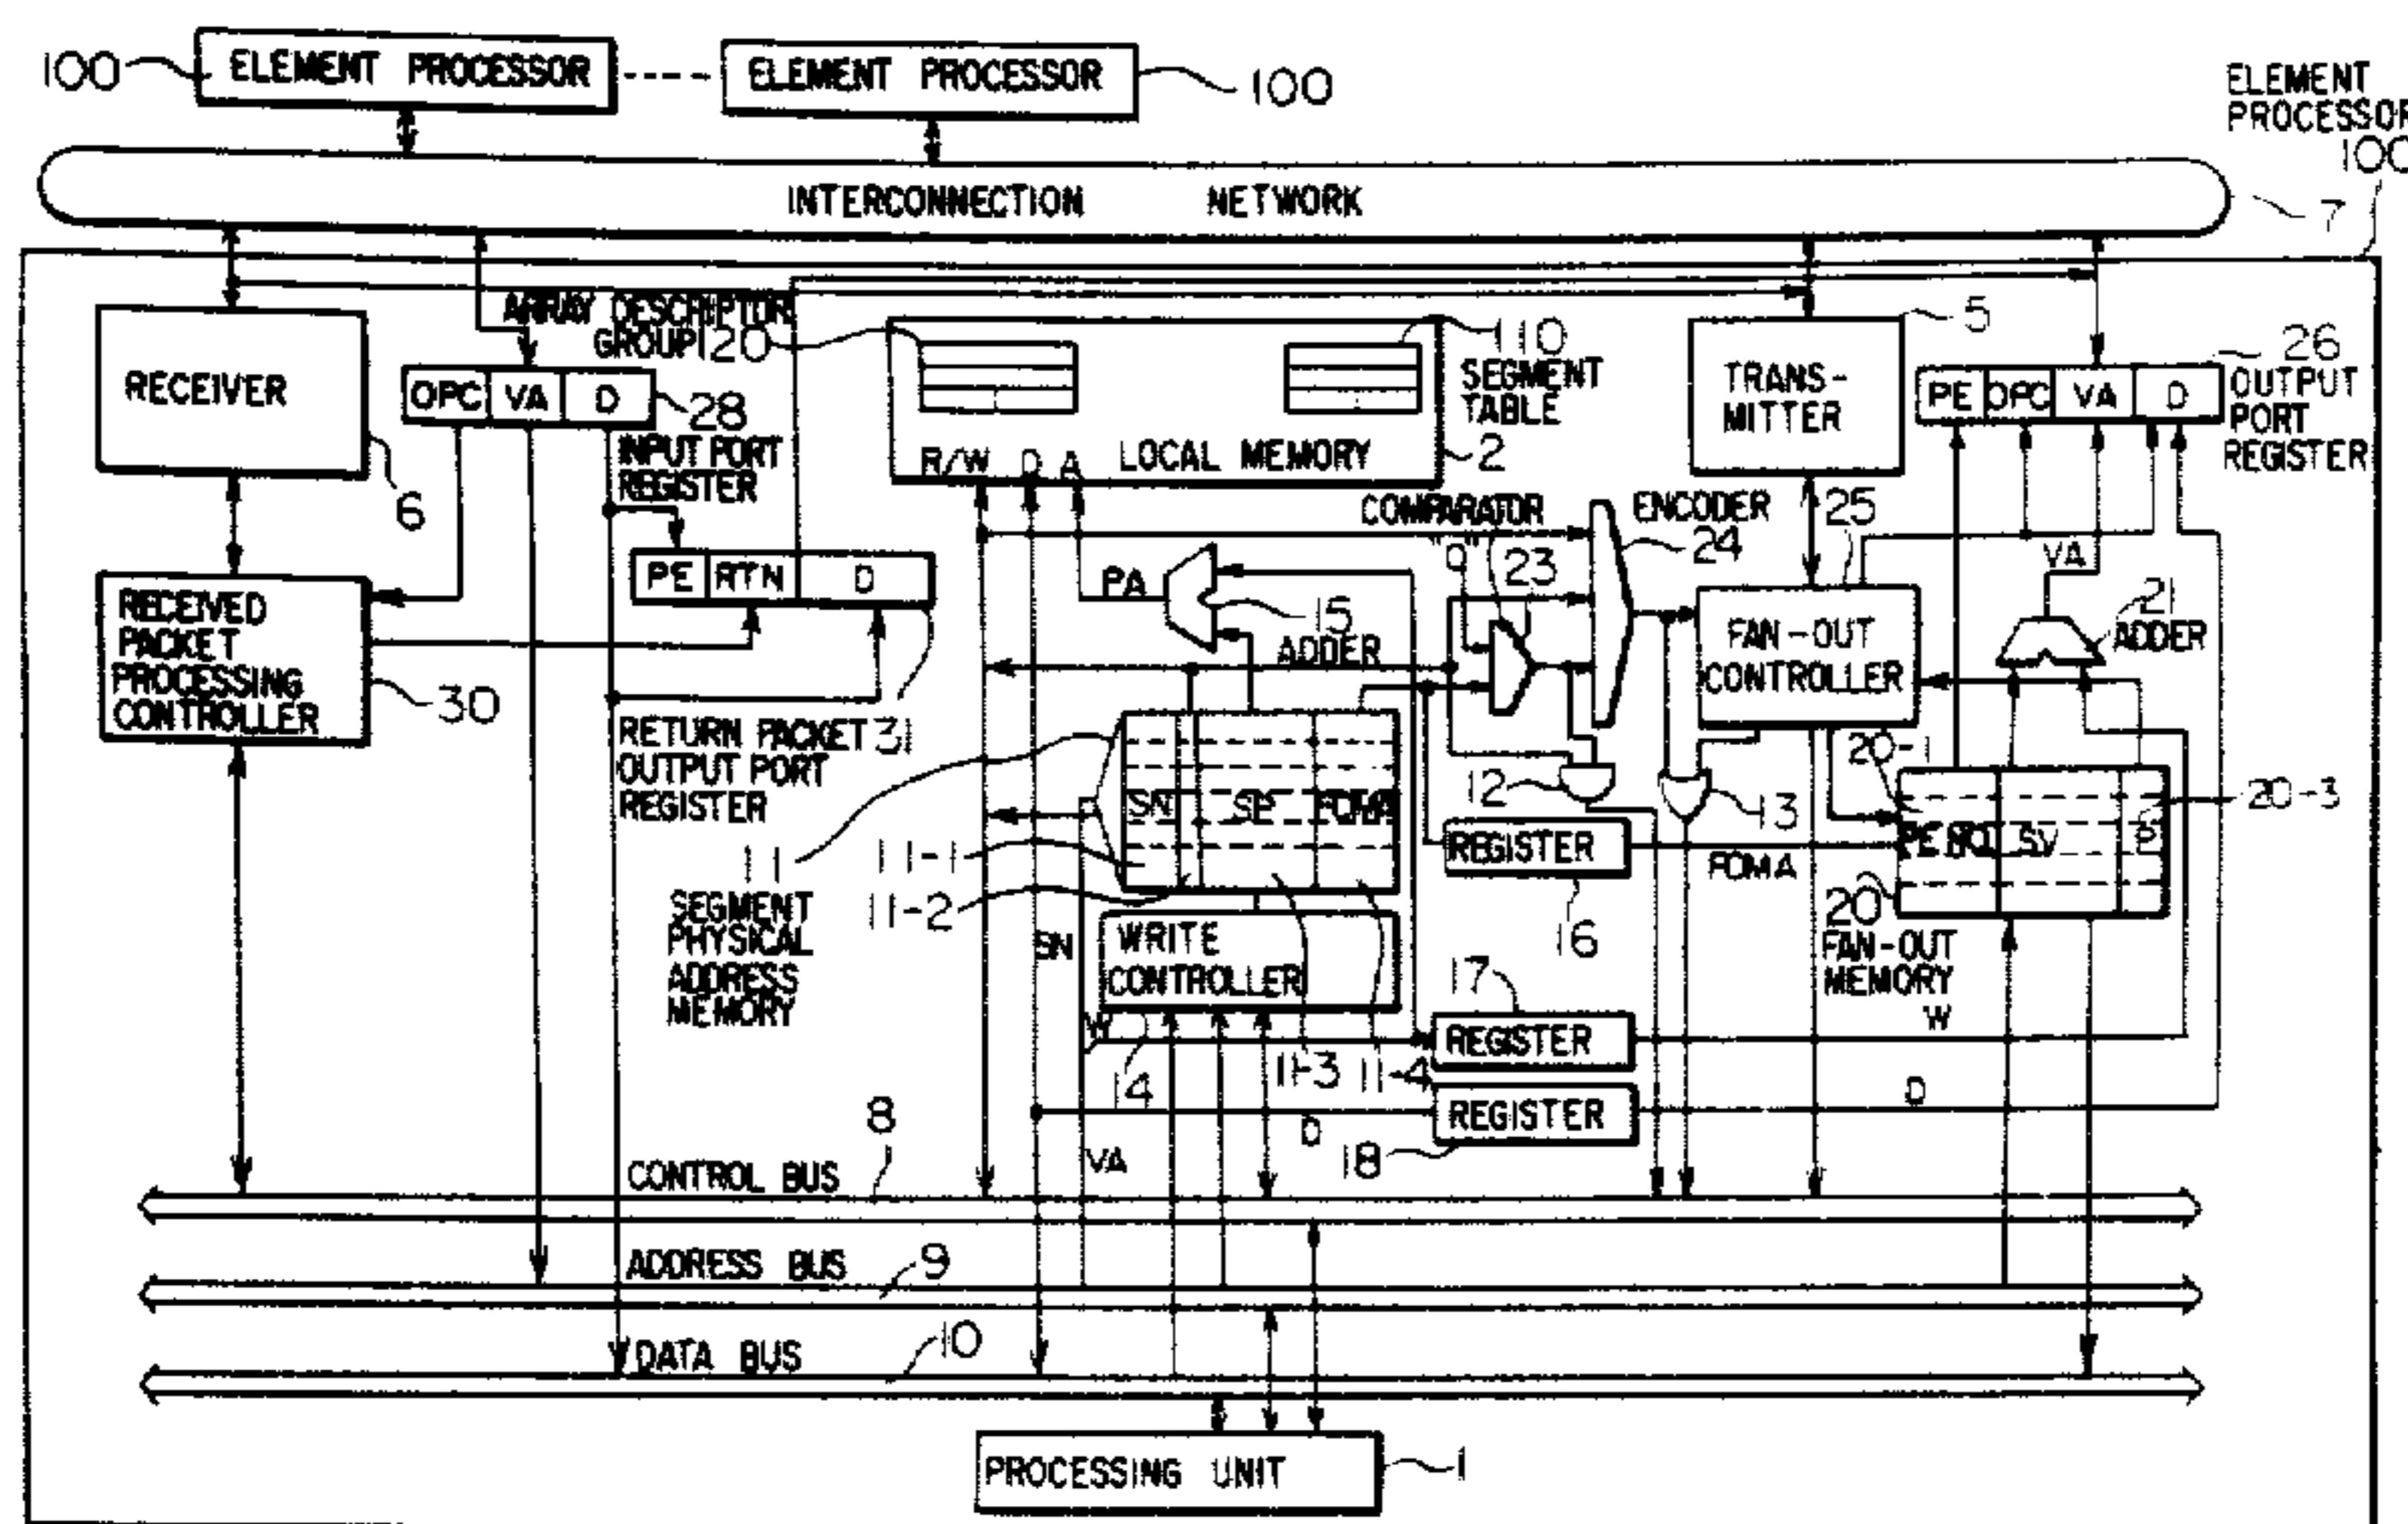 100
ELEMENT PROCESSOR
ELEMENT PROCESSOR
100
ELEMENT
PROCESSOR
100
INTERCONNECTION NETWORK
7
RECEIVER
6
ARRAY DESCRIPTOR
GROUP 120
OPC VA D
28
INPUT PORT
REGISTER
110
SEGMENT
TABLE
R/W D A LOCAL MEMORY
2
5
TRANS-
MITTER
26
OUTPUT
PORT
REGISTER
PE OPC VA D
RECEIVED
PACKET
PROCESSING
CONTROLLER
30
PE RTN D
RETURN PACKET 31
OUTPUT PORT
REGISTER
PA
15
ADDER
COMPARATOR
"0"
23
ENCODER
24
25
FAN-OUT
CONTROLLER
VA
21
ADDER
11
SEGMENT
PHYSICAL
ADDRESS
MEMORY
11-1
11-2
SN SP FOMA
12
13
REGISTER
16
FOMA
20-1
20-3
PE NO SV P
20
FAN-OUT
MEMORY
SN
WRITE
CONTROLLER
W
14
11-3
11-4
17
REGISTER
W
REGISTER
18
D
D
VA
8
CONTROL BUS
ADDRESS BUS
9
DATA BUS
10
PROCESSING UNIT
1